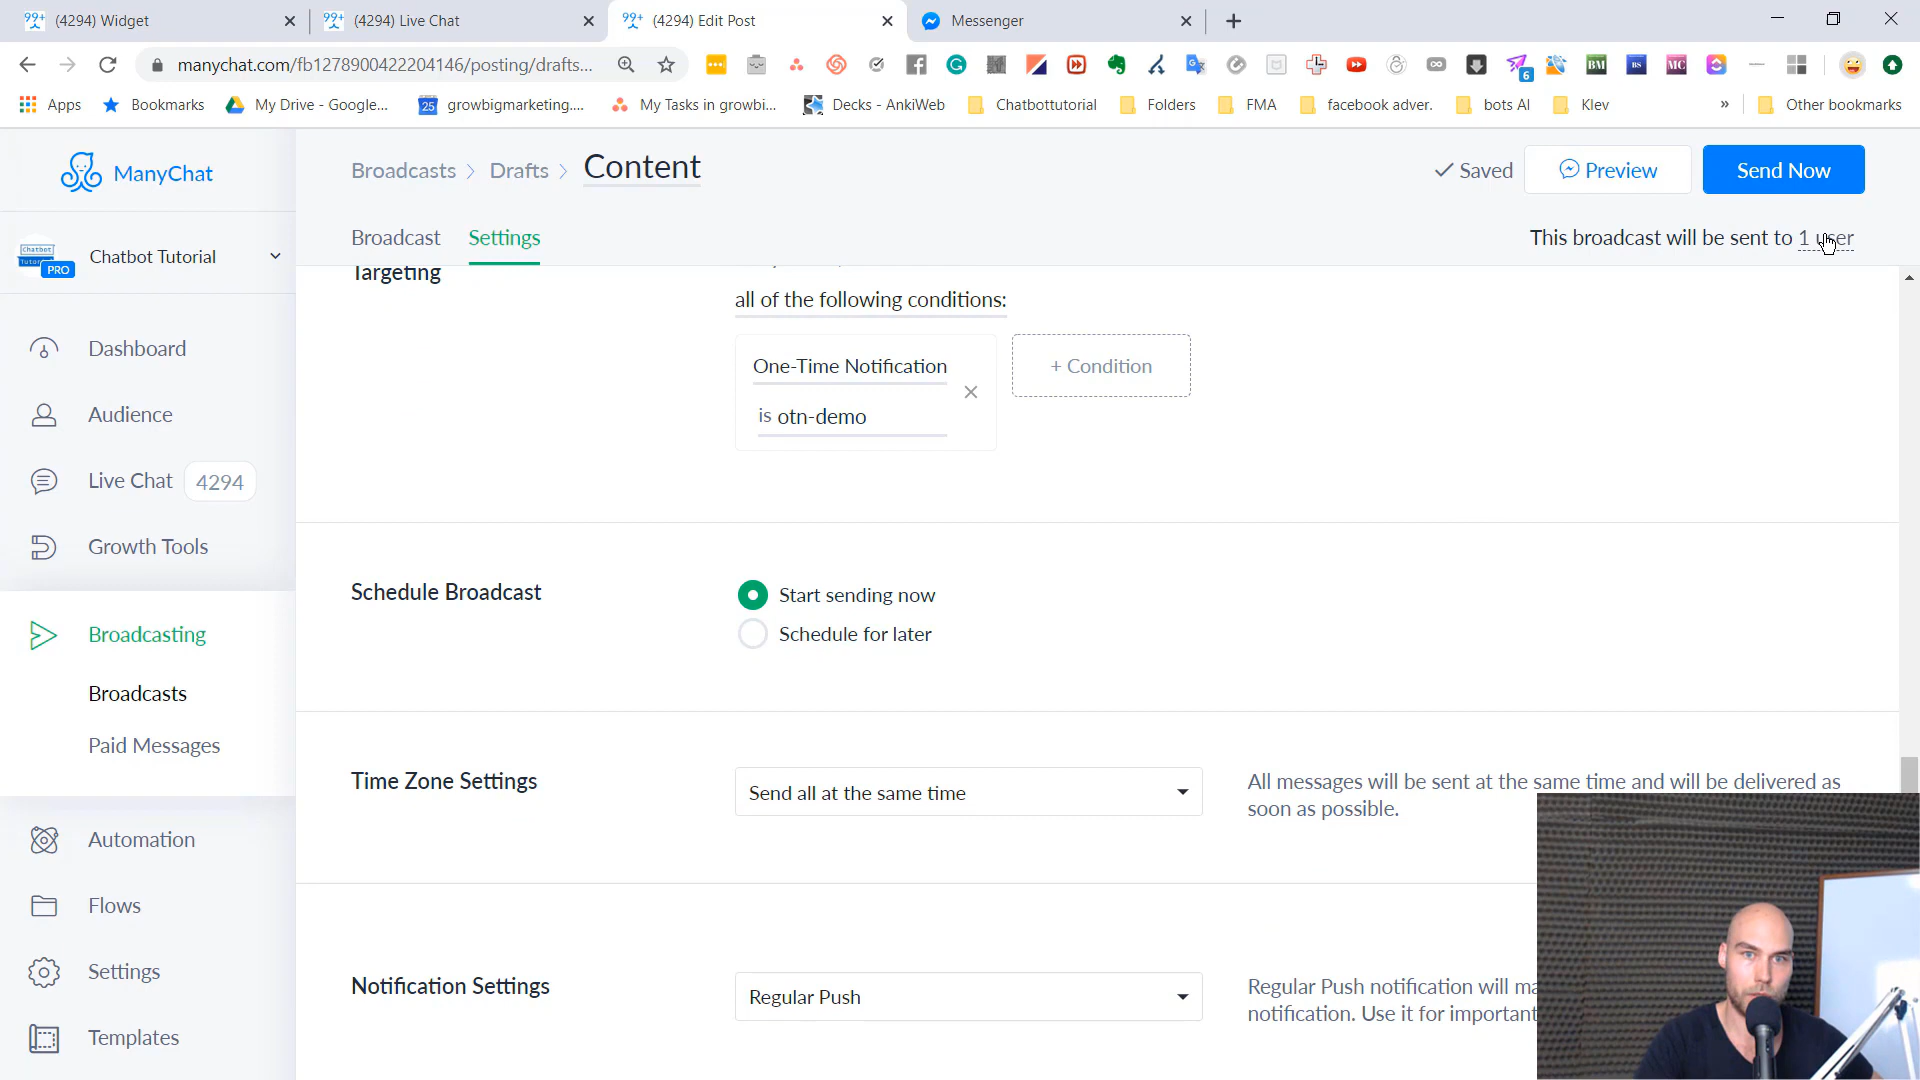 (4294) Widget
(4294) Live Chat
(4294) Edit Post
Messenger
manychat.com/fb1278900422204146/posting/drafts...
6
BM
BS
MC
Apps
Bookmarks
My Drive - Google...
25
growbigmarketing....
My Tasks in growbi...
Decks - AnkiWeb
Chatbottutorial
Folders
FMA
facebook adver.
bots AI
Klev
»
Other bookmarks
ManyChat
Broadcasts
Drafts
Content
Saved
Preview
Send Now
Chatbot Tutorial
PRO
Broadcast
Settings
This broadcast will be sent to 1 user
Dashboard
Audience
Live Chat 4294
Growth Tools
Broadcasting
Broadcasts
Paid Messages
Automation
Flows
Settings
Templates
Targeting
all of the following conditions:
One-Time Notification
is otn-demo
+ Condition
Schedule Broadcast
Start sending now
Schedule for later
Time Zone Settings
Send all at the same time
All messages will be sent at the same time and will be delivered as
soon as possible.
Notification Settings
Regular Push
Regular Push notification will ma
notification. Use it for important